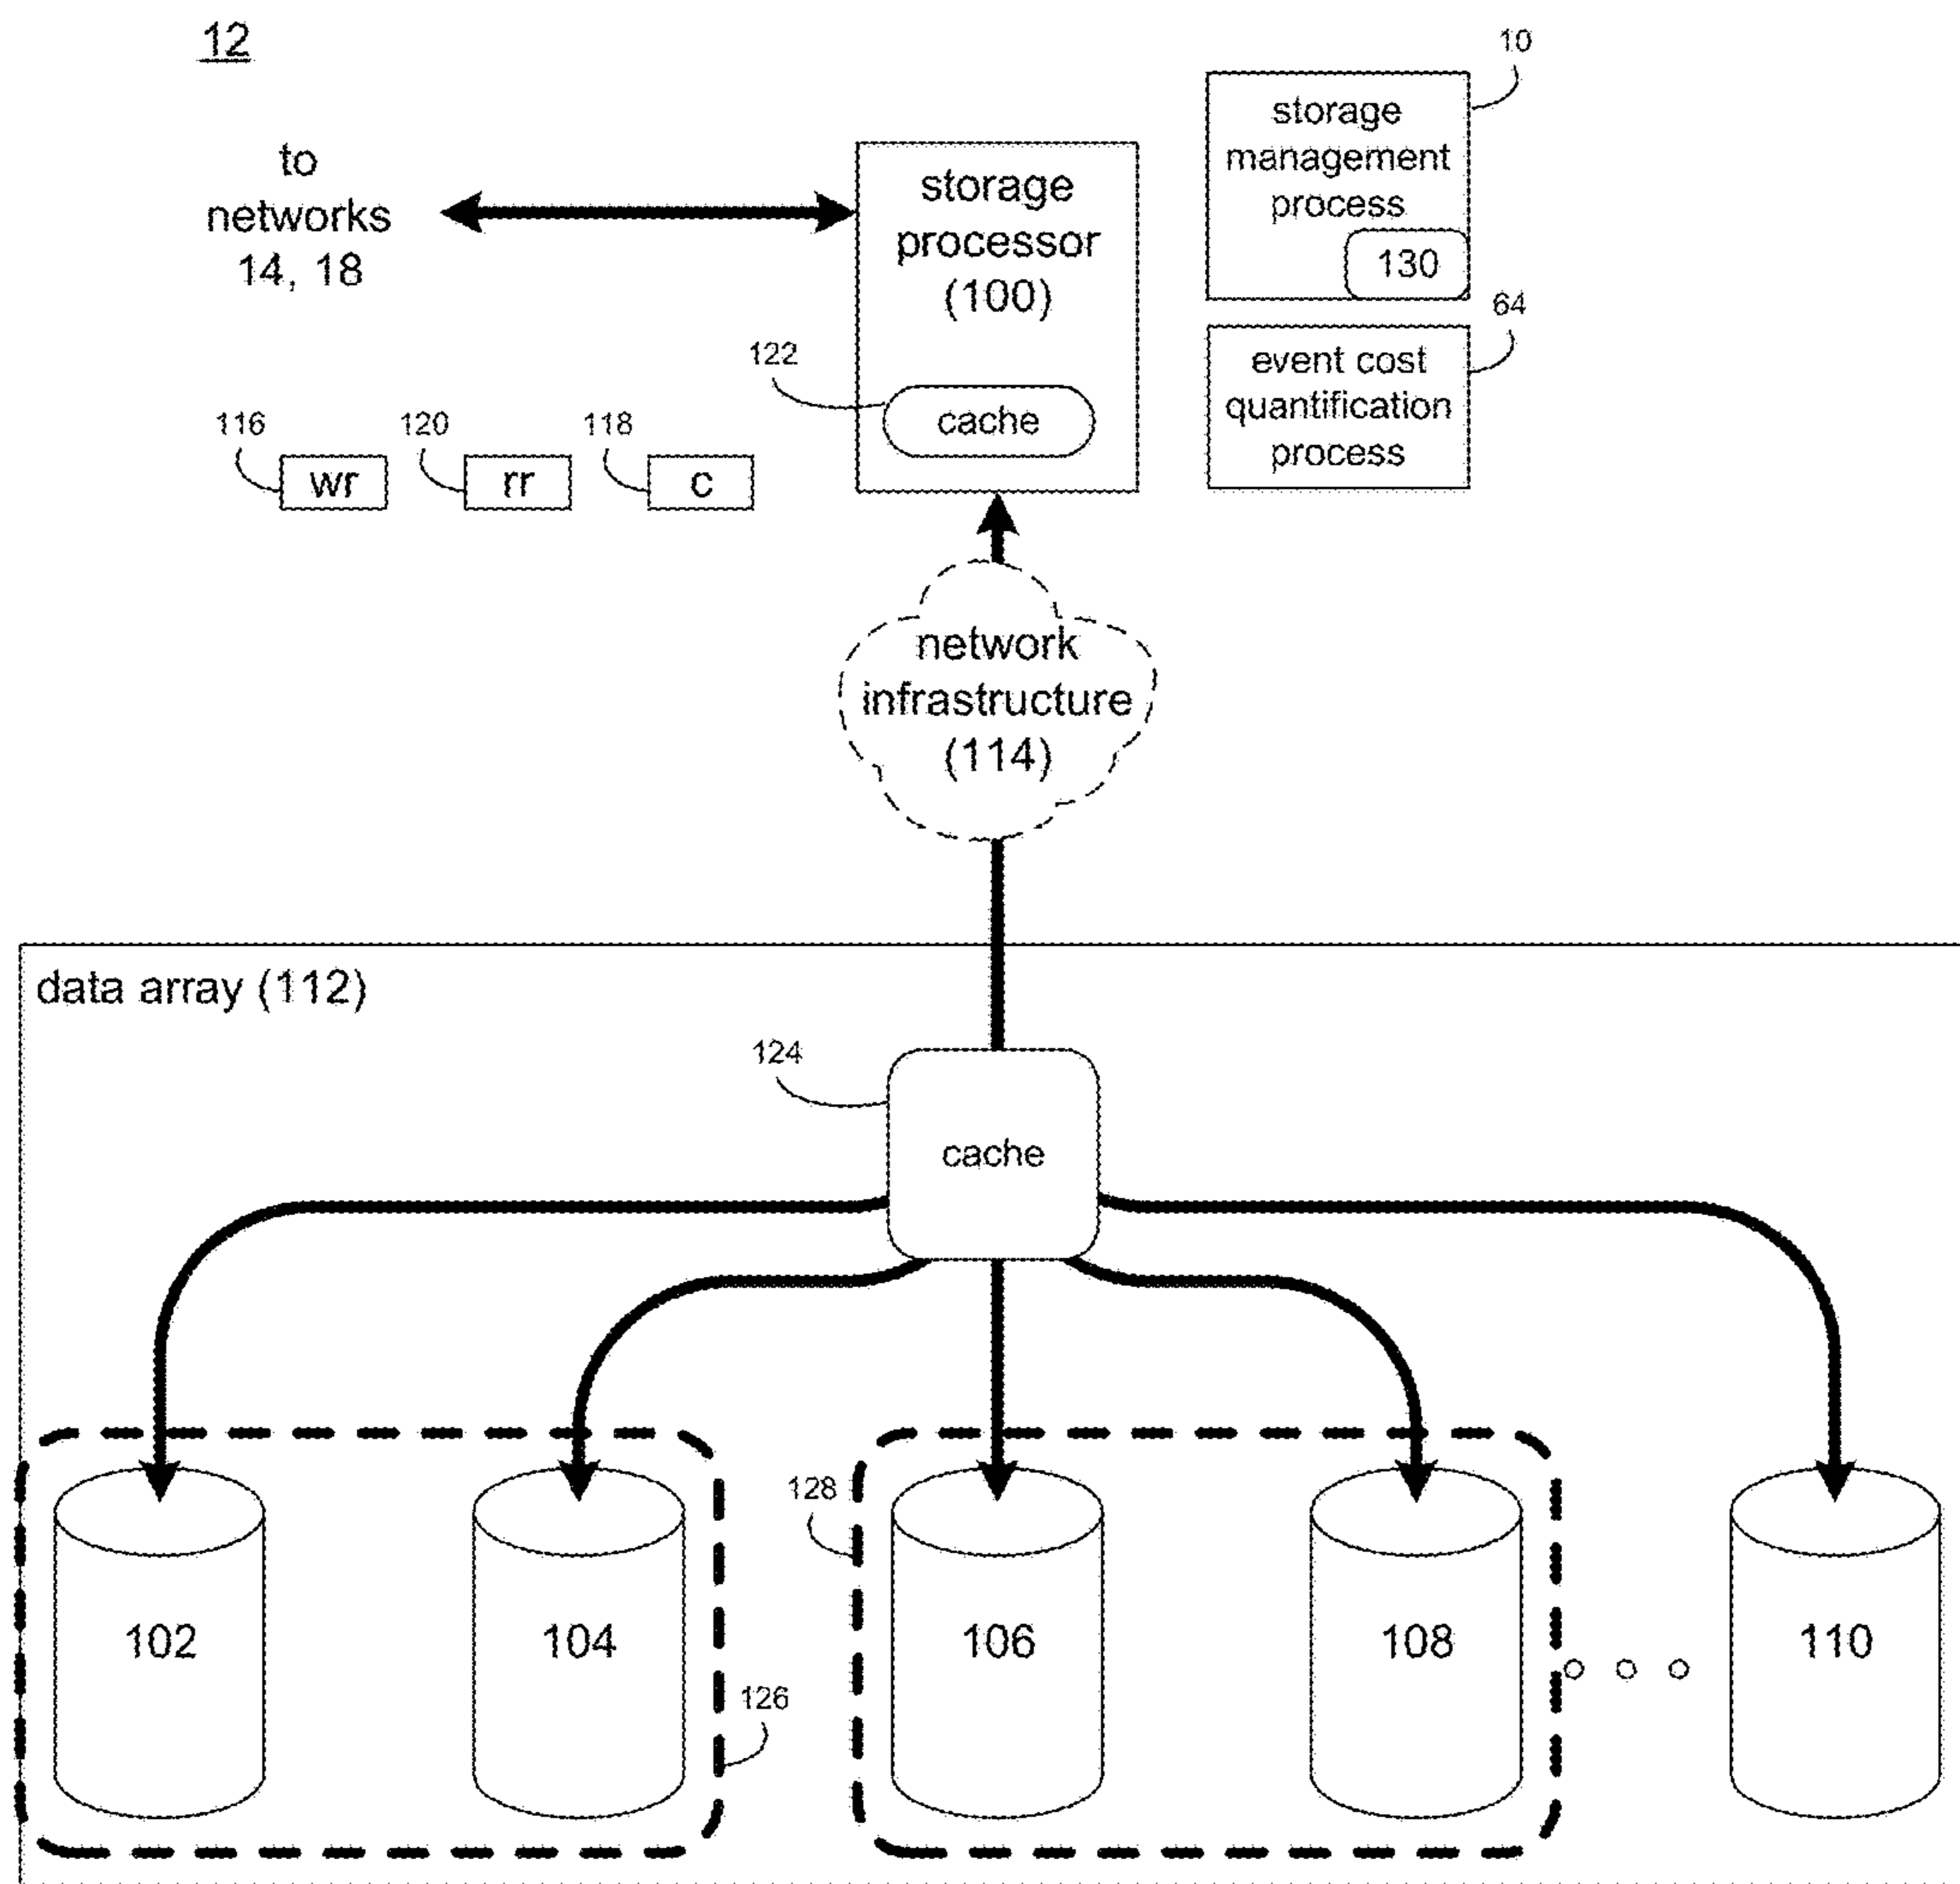 12
10
to
networks
14, 18
storage
processor
(100)
storage
management
process
130
64
event cost
quantification
process
122
cache
116
wr
120
rr
118
c
network
infrastructure
(114)
data array (112)
124
cache
128
102
104
106
108
110
126